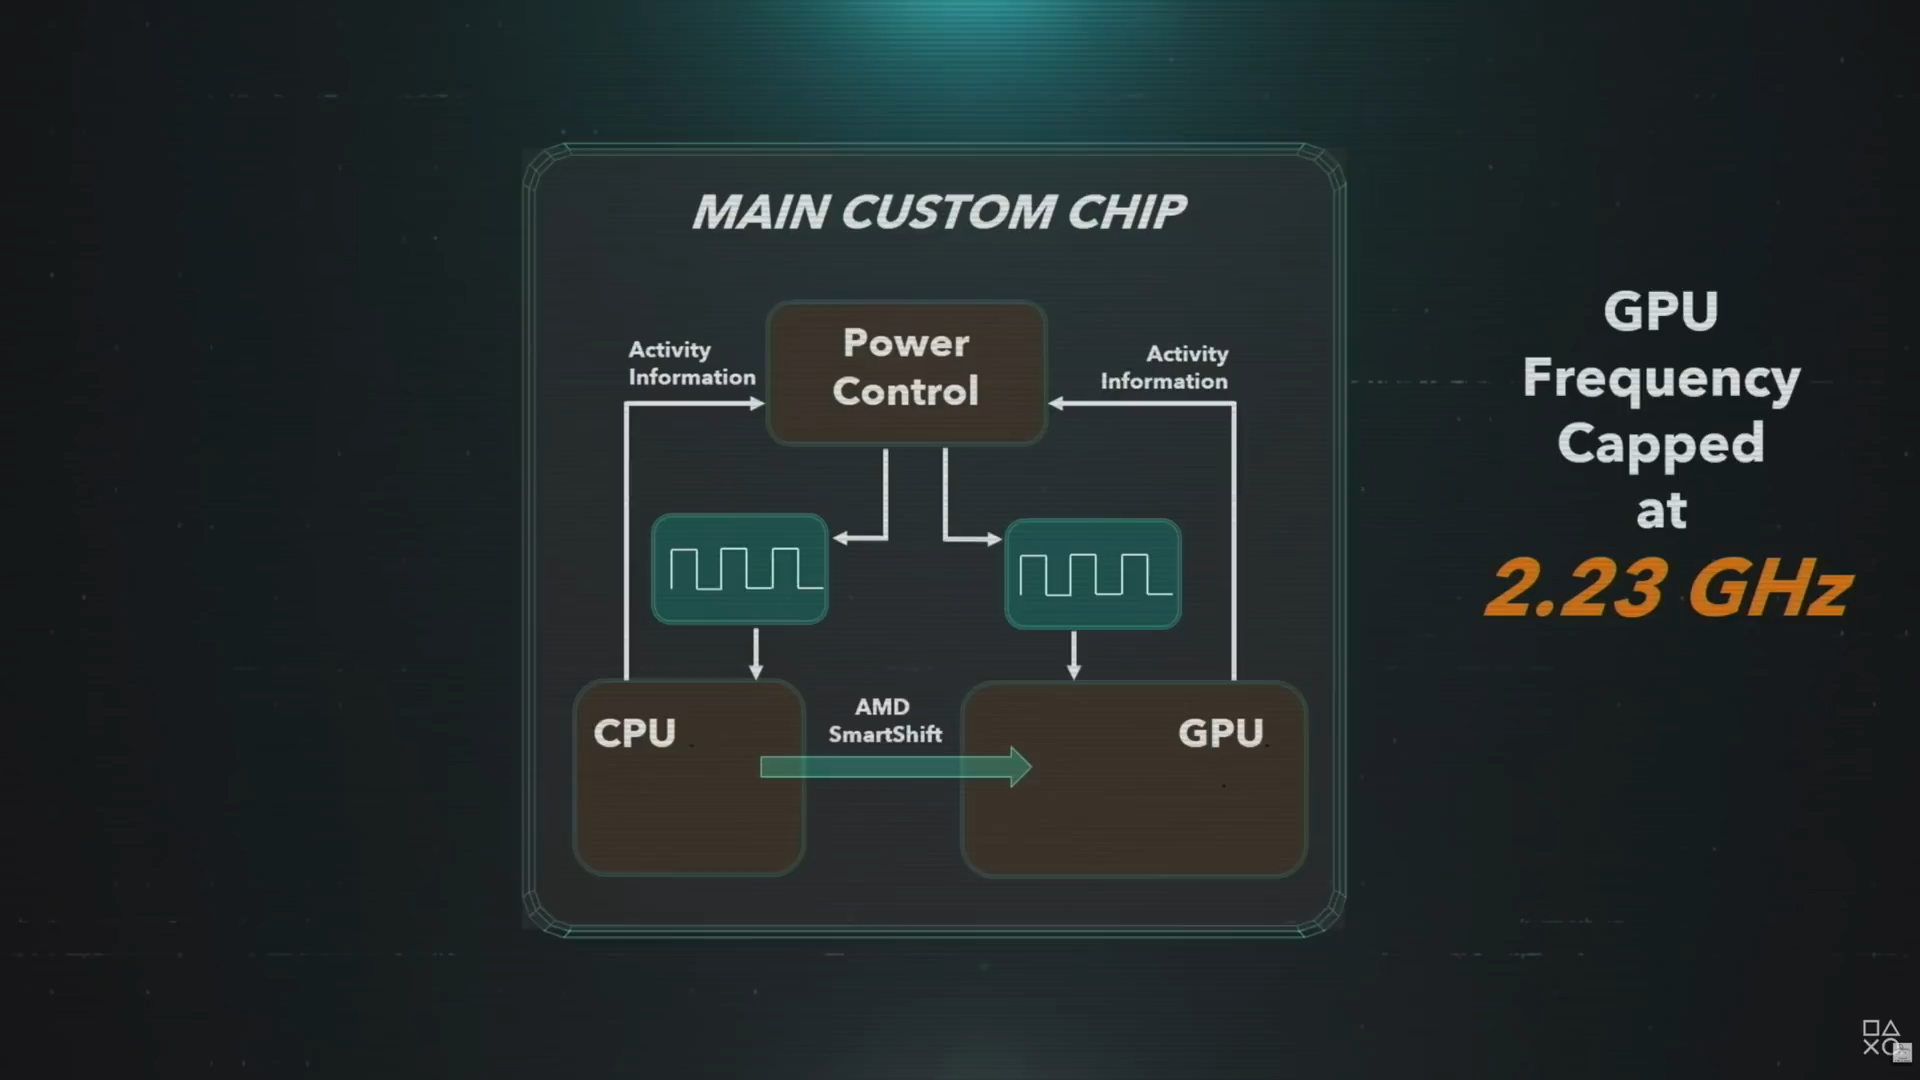 MAIN CUSTOM CHIP
Power
Control
Activity
Information
Activity
Information
CPU
AMD
SmartShift
GPU
GPU
Frequency
Capped
at
2.23 GHz